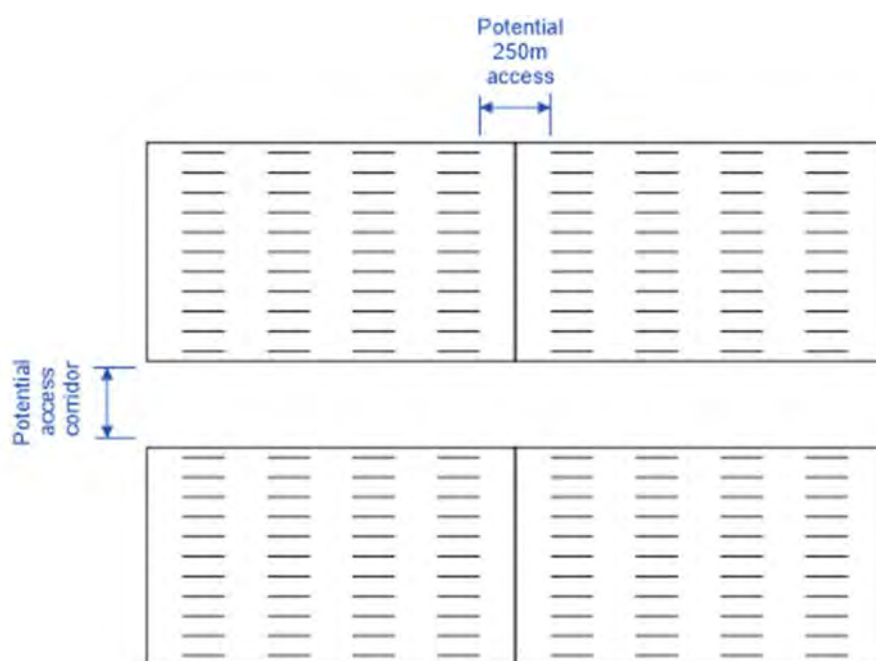 Potential
250m
access
Potential
access
corridor